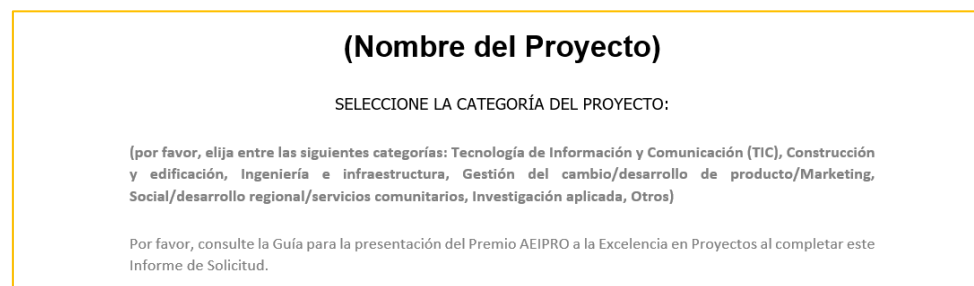 (Nombre del Proyecto)
SELECCIONE LA CATEGORÍA DEL PROYECTO:
(por favor, elija entre las siguientes categorías: Tecnología de Información y Comunicación (TIC), Construcción
y edificación, Ingeniería e infraestructura, Gestión del cambio/desarrollo de producto/Marketing,
Social/desarrollo regional/servicios comunitarios, Investigación aplicada, Otros)
Por favor, consulte la Guía para la presentación del Premio AEIPRO a la Excelencia en Proyectos al completar este
Informe de Solicitud.